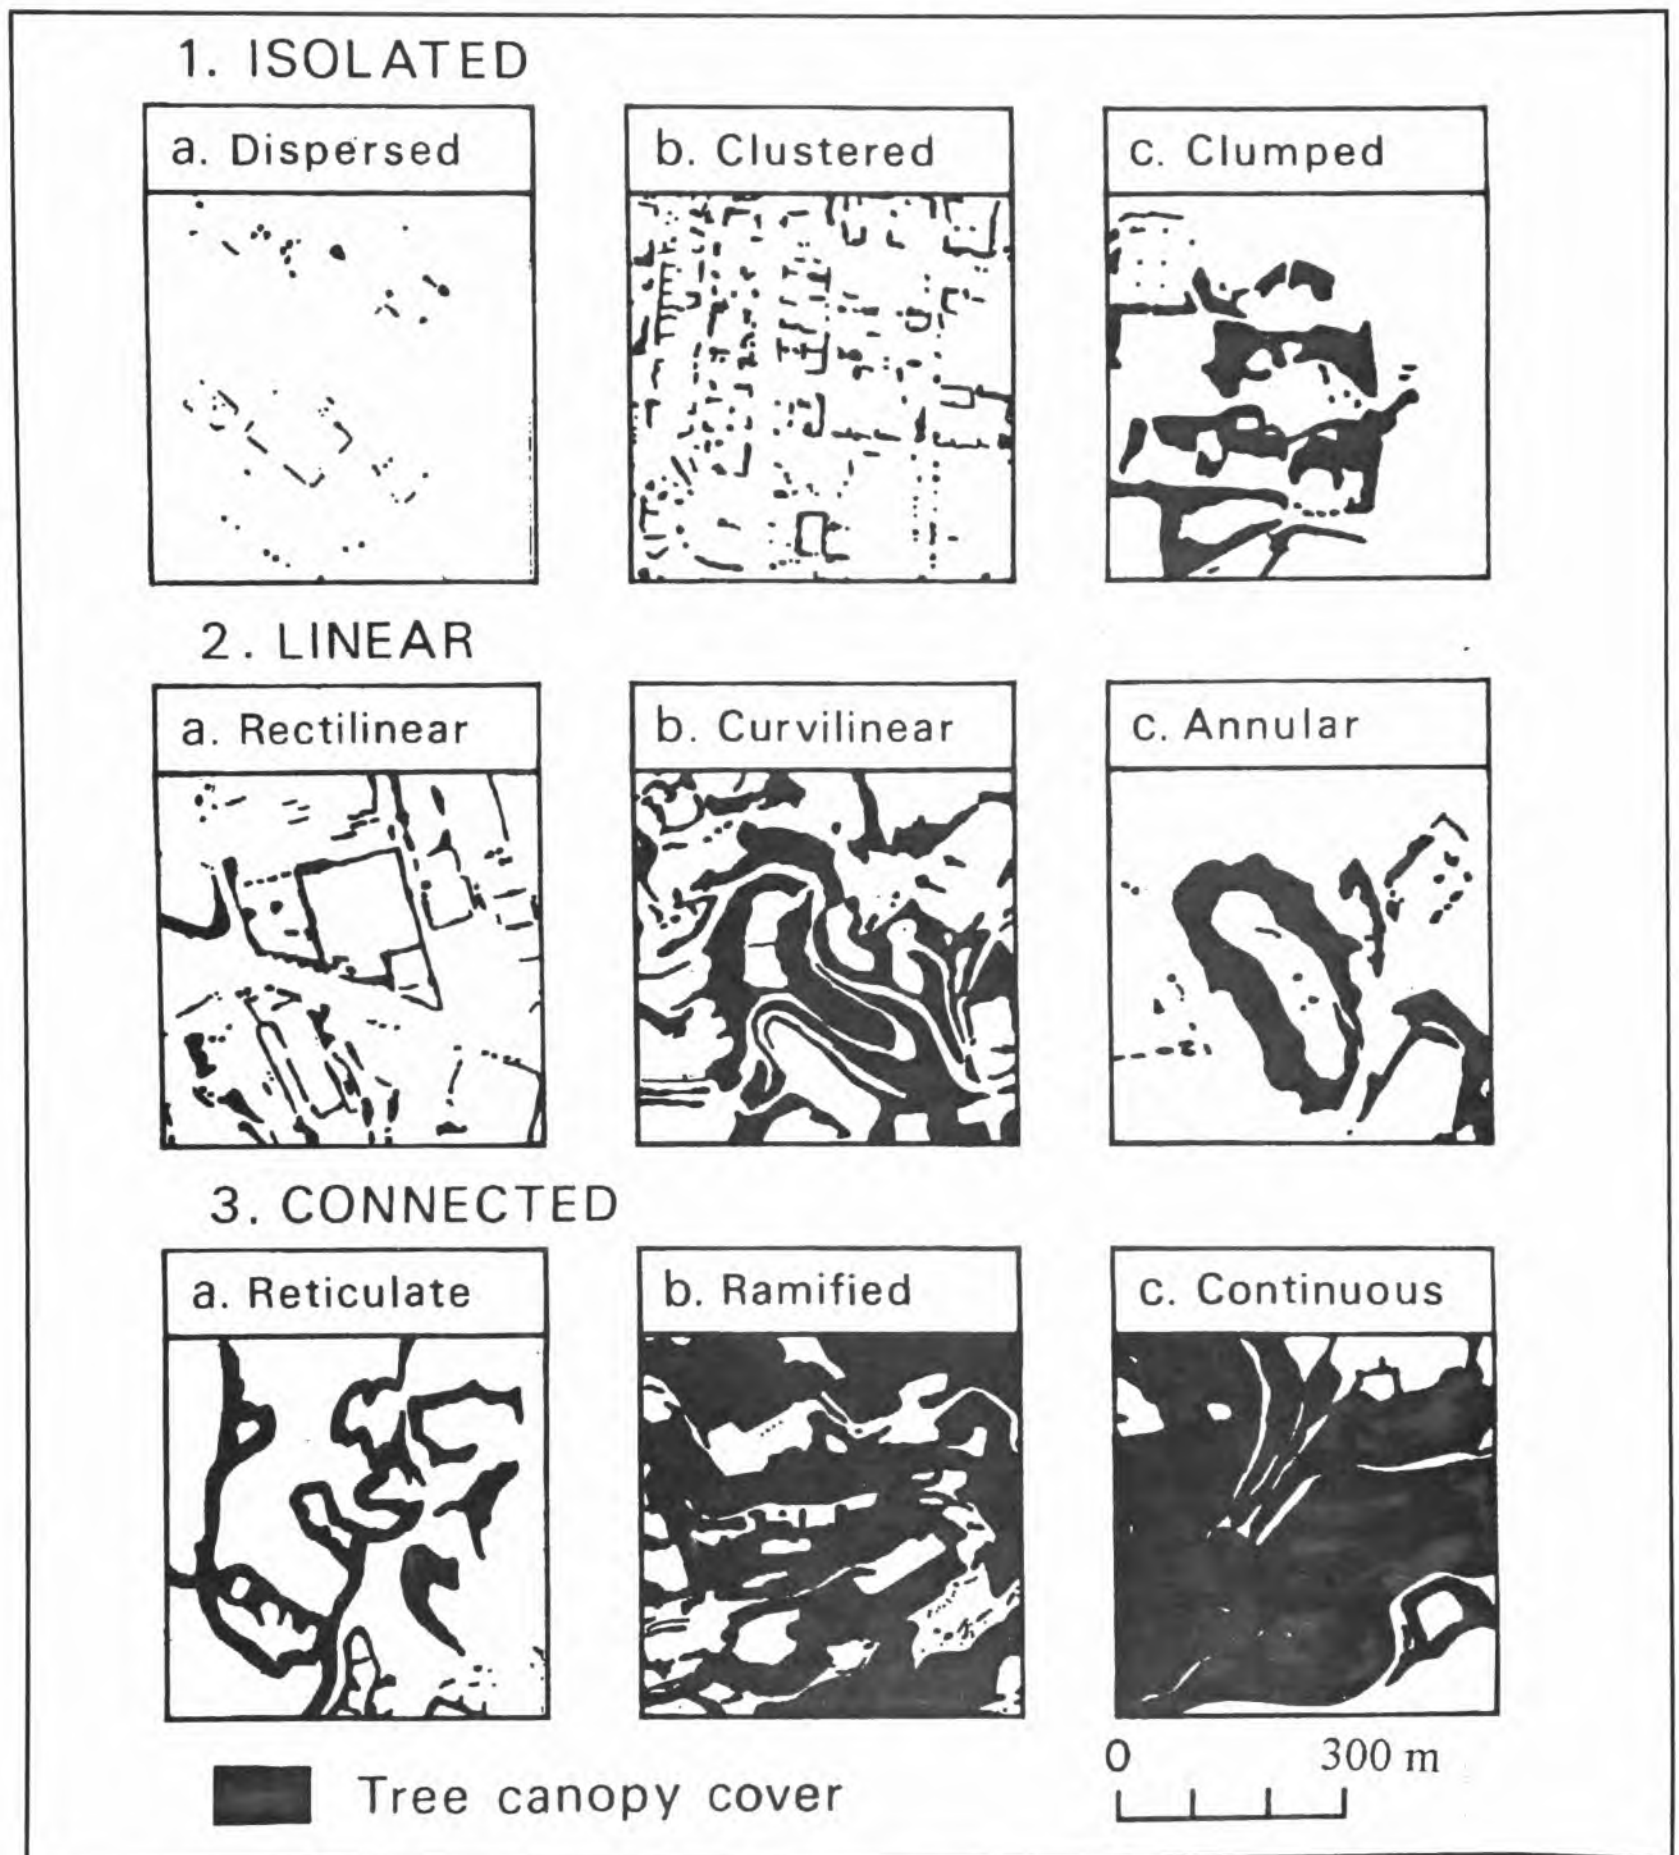 1. ISOLATED
a. Dispersed
b. Clustered
c. Clumped
2. LINEAR
a. Rectilinear
b. Curvilinear
c. Annular
3. CONNECTED
a. Reticulate
b. Ramified
c. Continuous
Tree canopy cover
0 300 m